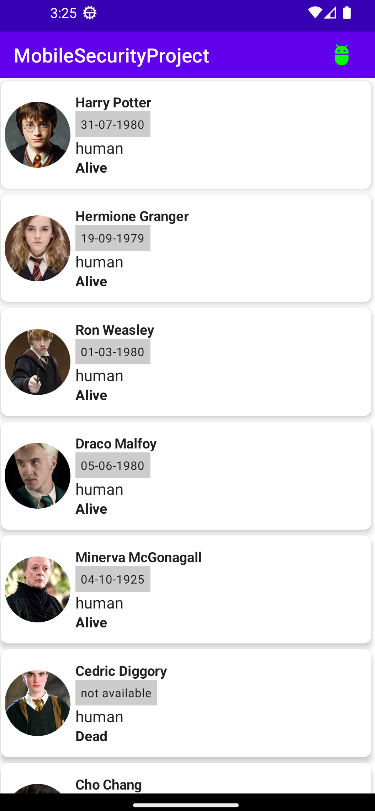 3:25
MobileSecurityProject
Harry Potter
31-07-1980
human
Alive
Hermione Granger
19-09-1979
human
Alive
Ron Weasley
01-03-1980
human
Alive
Draco Malfoy
05-06-1980
human
Alive
Minerva McGonagall
04-10-1925
human
Alive
Cedric Diggory
not available
human
Dead
Cho Chang